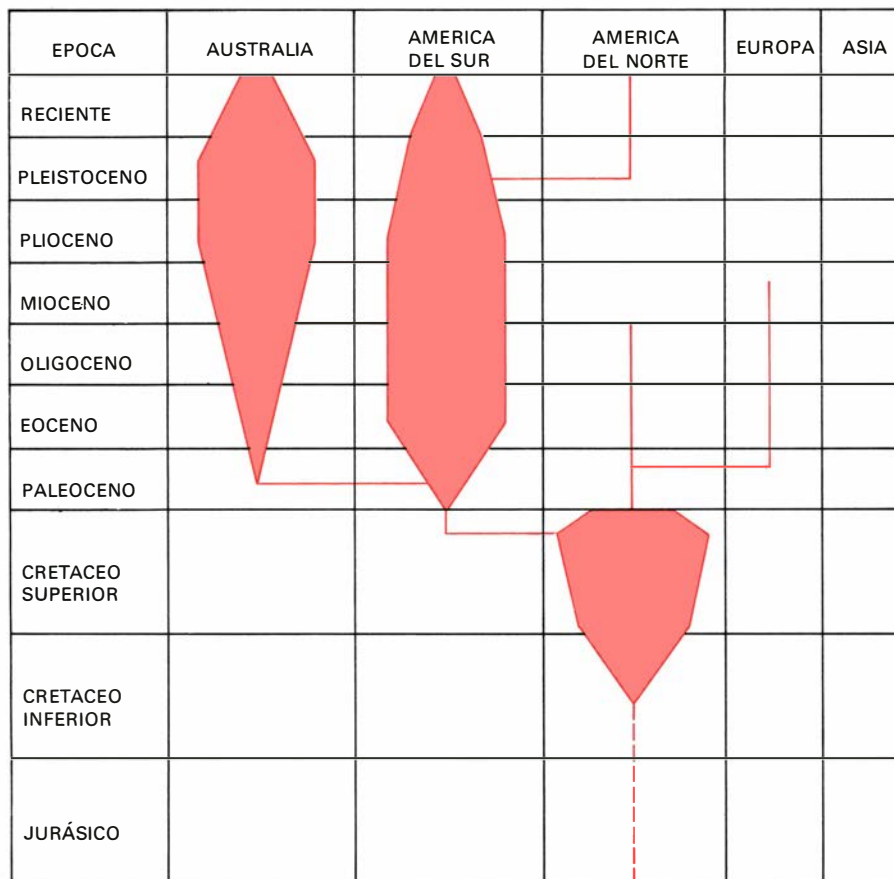 EPOCA
AUSTRALIA
AMERICA
DEL SUR
AMERICA
DEL NORTE
EUROPA
ASIA
RECIENTE
PLEISTOCENO
PLIOCENO
MIOCENO
OLIGOCENO
EOCENO
PALEOCENO
CRETACEO
SUPERIOR
CRETACEO
INFERIOR
JURÁSICO